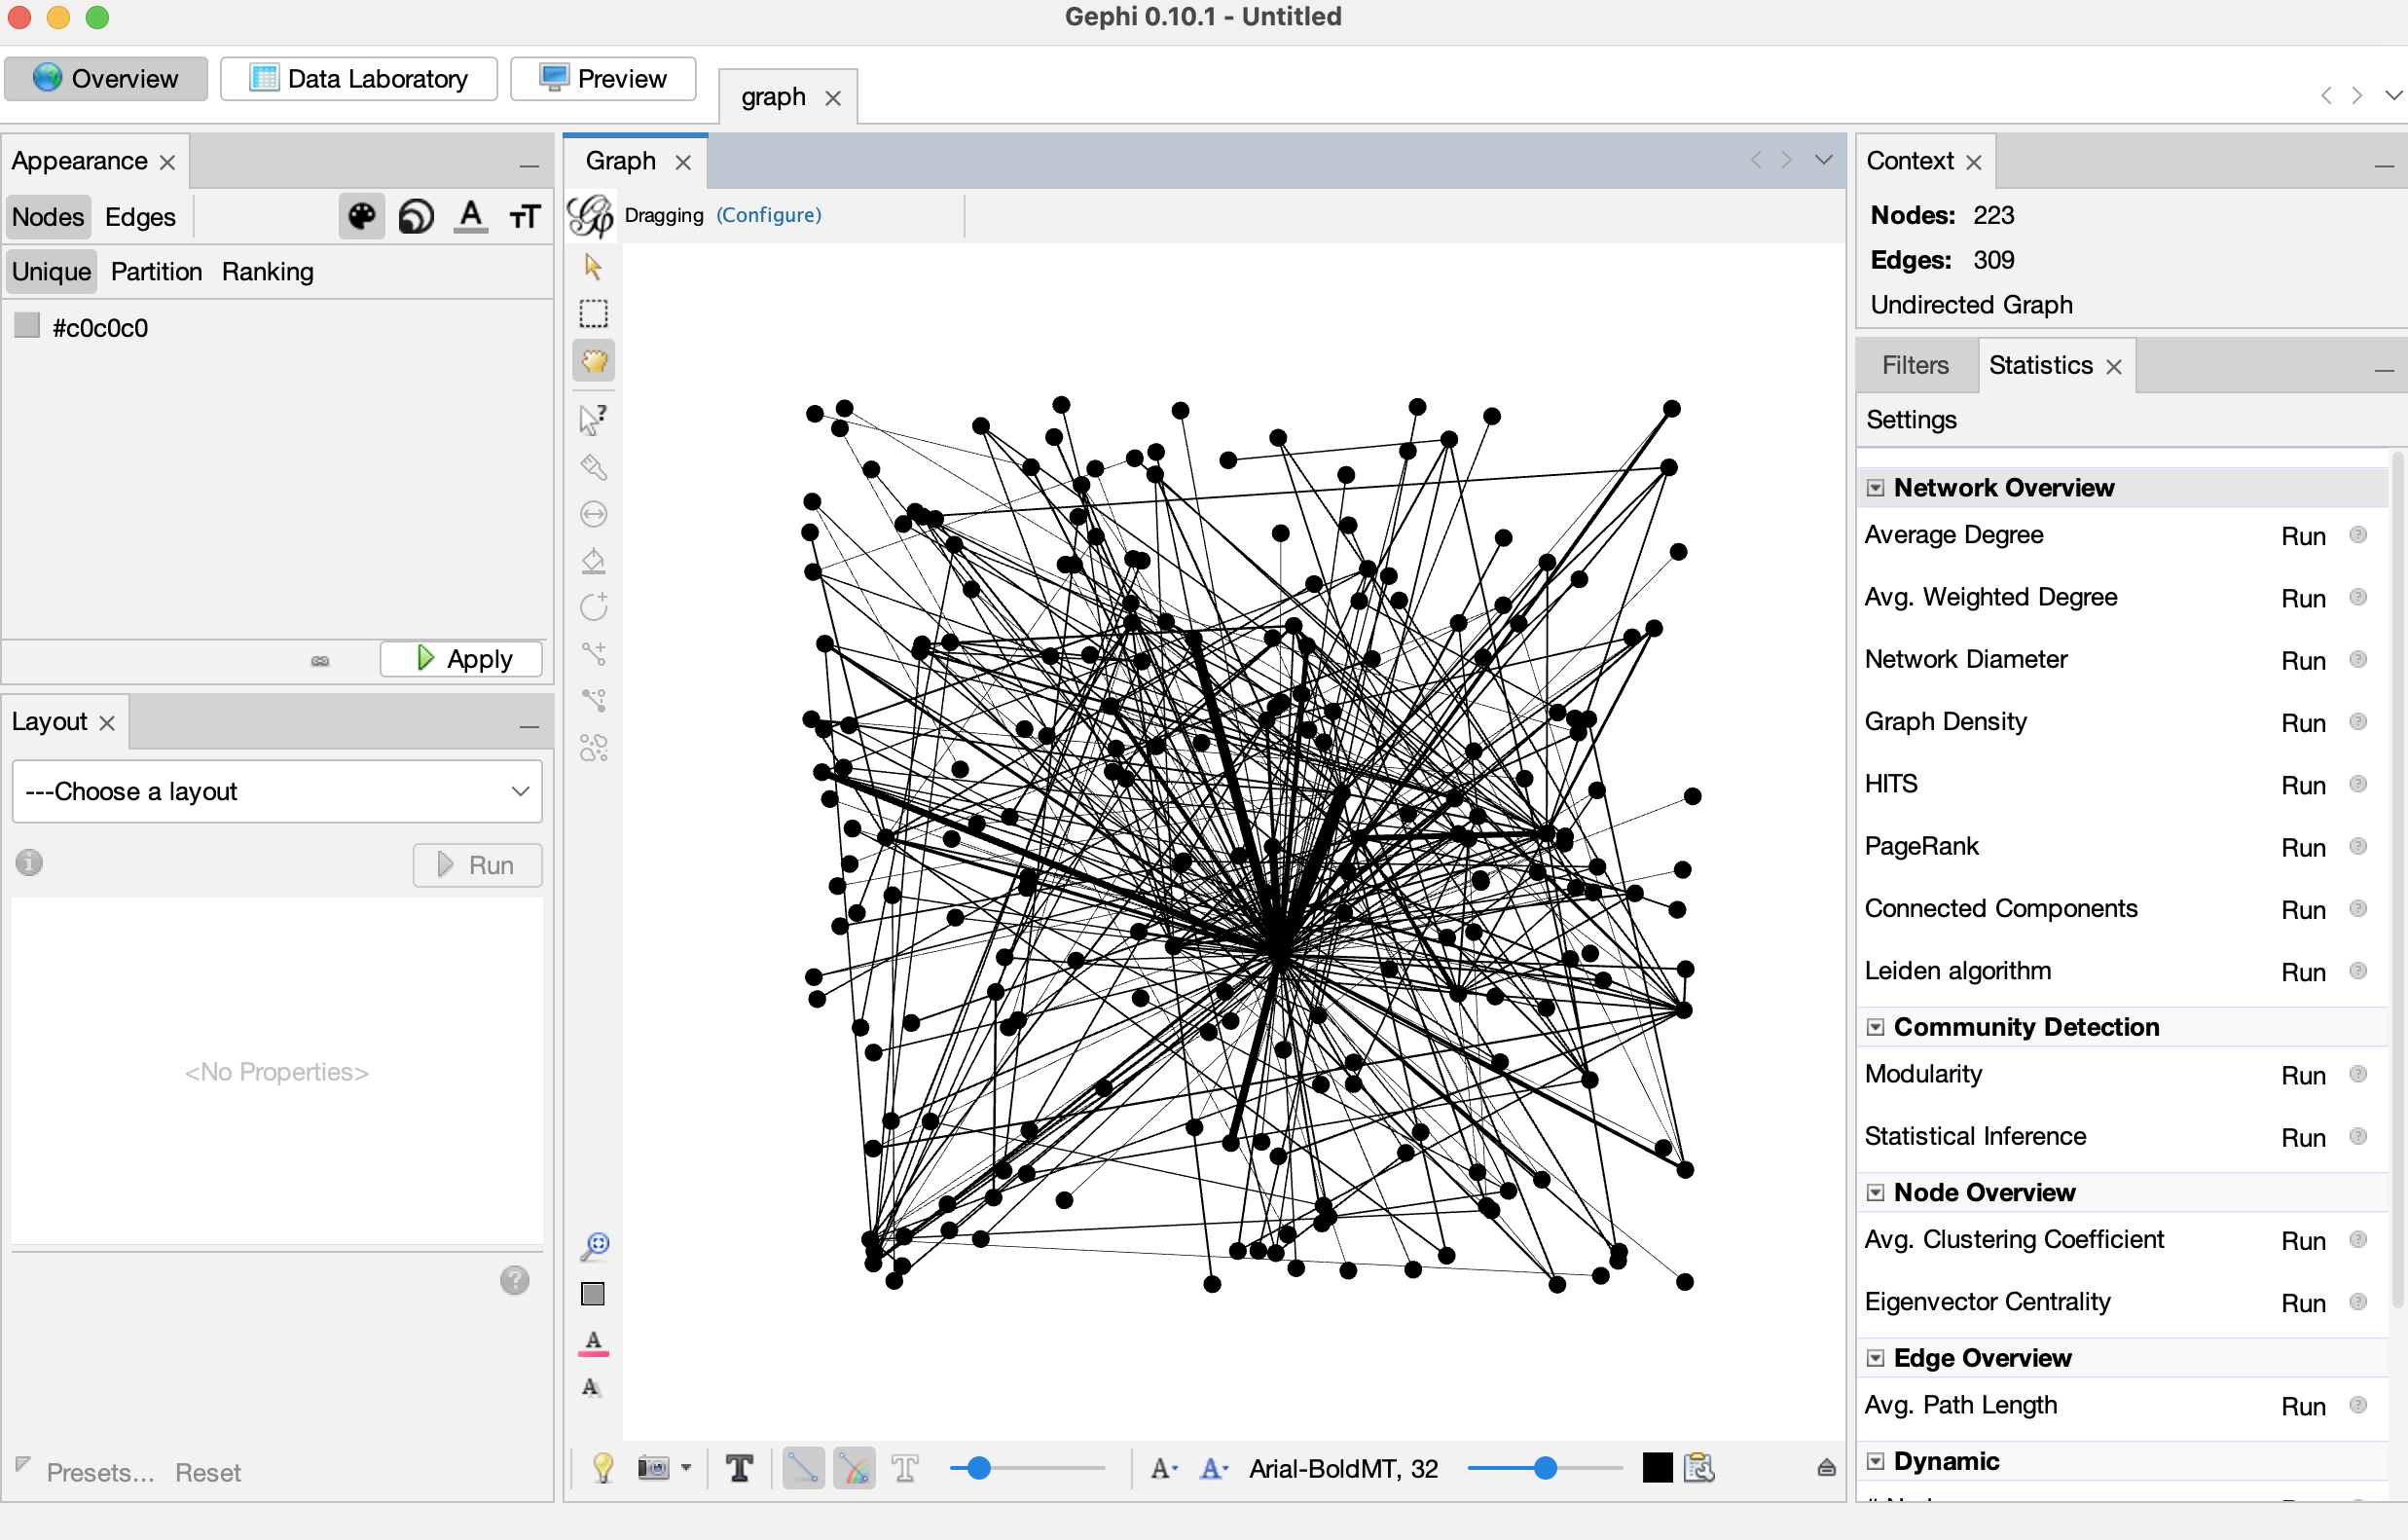 Gephi 0.10.1 - Untitled
Overview
Data Laboratory
Preview
graph
Appearance
Nodes Edges
Unique Partition Ranking
#c0c0c0
Apply
Layout
---Choose a layout
Run
<No Properties>
Presets... Reset
Graph
Dragging (Configure)
Arial-BoldMT, 32
Context
Nodes: 223
Edges: 309
Undirected Graph
Filters Statistics
Settings
Network Overview
Average Degree Run
Avg. Weighted Degree Run
Network Diameter Run
Graph Density Run
HITS Run
PageRank Run
Connected Components Run
Leiden algorithm Run
Community Detection
Modularity Run
Statistical Inference Run
Node Overview
Avg. Clustering Coefficient Run
Eigenvector Centrality Run
Edge Overview
Avg. Path Length Run
Dynamic